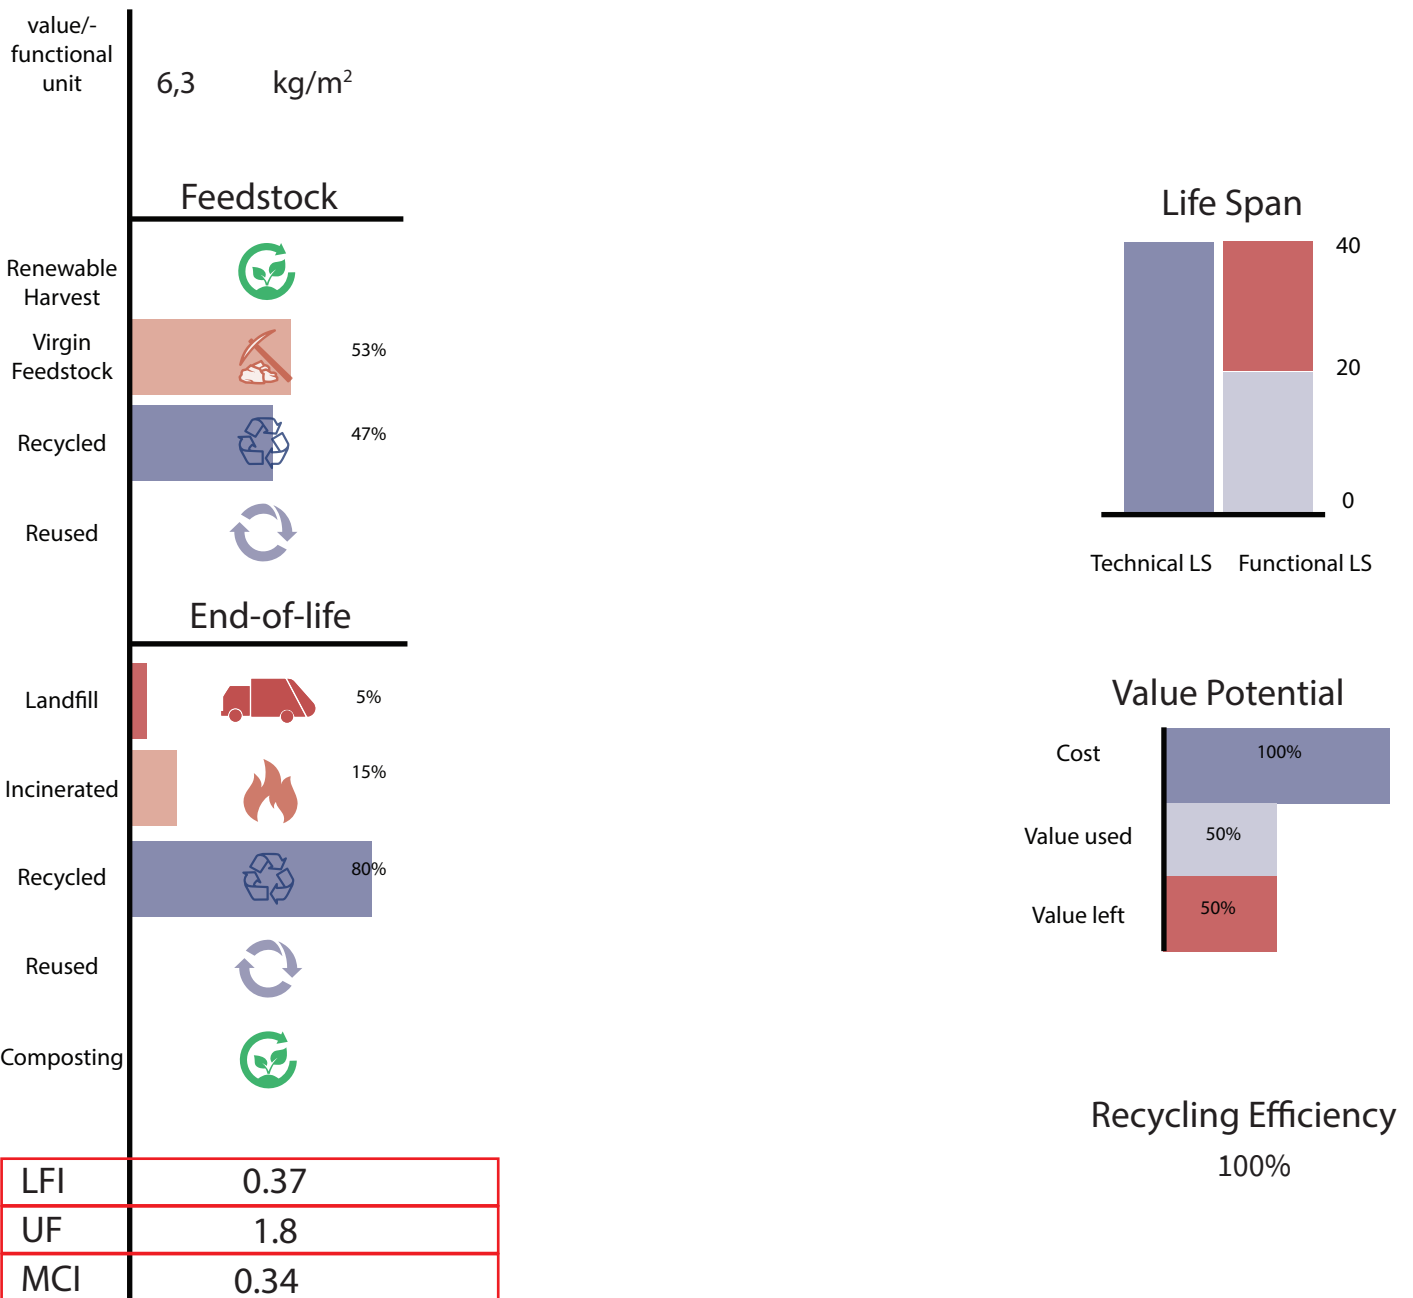 value/-
functional
unit
6,3 kg/m²
Feedstock
Renewable
Harvest
Virgin
Feedstock
53%
Recycled
47%
Reused
End-of-life
Landfill
5%
Incinerated
15%
Recycled
80%
Reused
Composting
LFI 0.37
UF 1.8
MCI 0.34
Life Span
40
20
0
Technical LS Functional LS
Value Potential
Cost 100%
Value used 50%
Value left 50%
Recycling Efficiency
100%